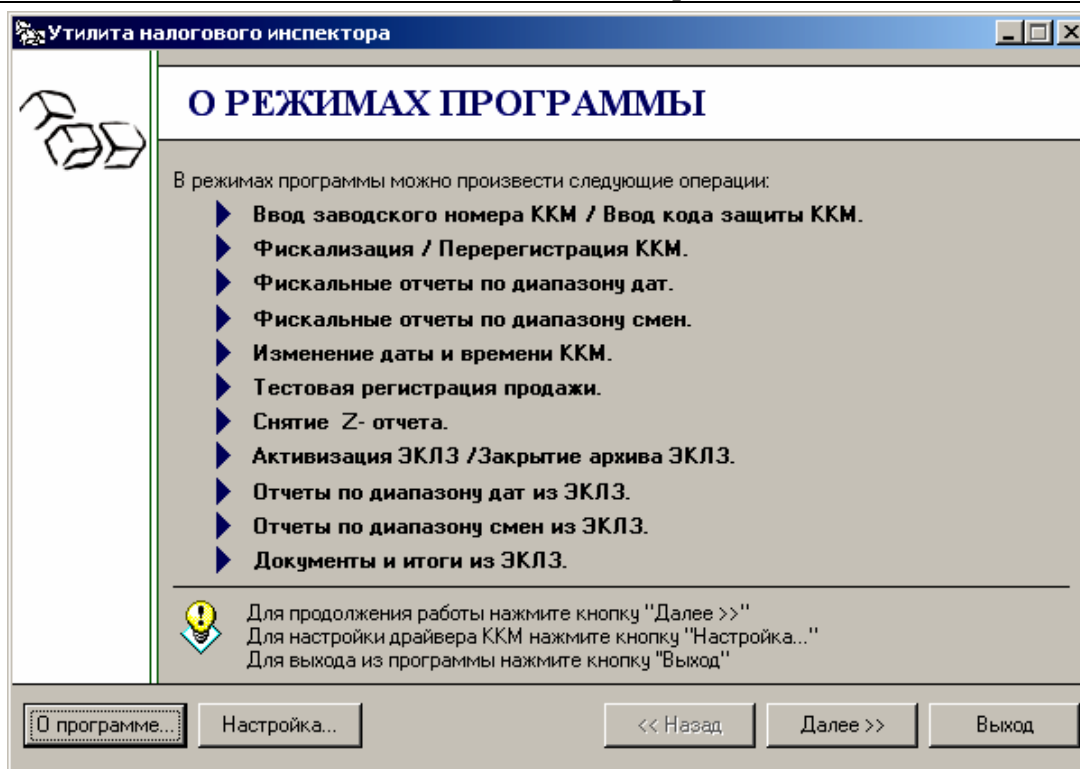 Утилита налогового инспектора
О РЕЖИМАХ ПРОГРАММЫ
В режимах программы можно произвести следующие операции:
Ввод заводского номера ККМ / Ввод кода защиты ККМ.
Фискализация / Перерегистрация ККМ.
Фискальные отчеты по диапазону дат.
Фискальные отчеты по диапазону смен.
Изменение даты и времени ККМ.
Тестовая регистрация продажи.
Снятие Z- отчета.
Активизация ЭКЛЗ /Закрытие архива ЭКЛЗ.
Отчеты по диапазону дат из ЭКЛЗ.
Отчеты по диапазону смен из ЭКЛЗ.
Документы и итоги из ЭКЛЗ.
Для продолжения работы нажмите кнопку "Далее >>"
Для настройки драйвера ККМ нажмите кнопку "Настройка..."
Для выхода из программы нажмите кнопку "Выход"
О программе... Настройка... << Назад Далее >> Выход